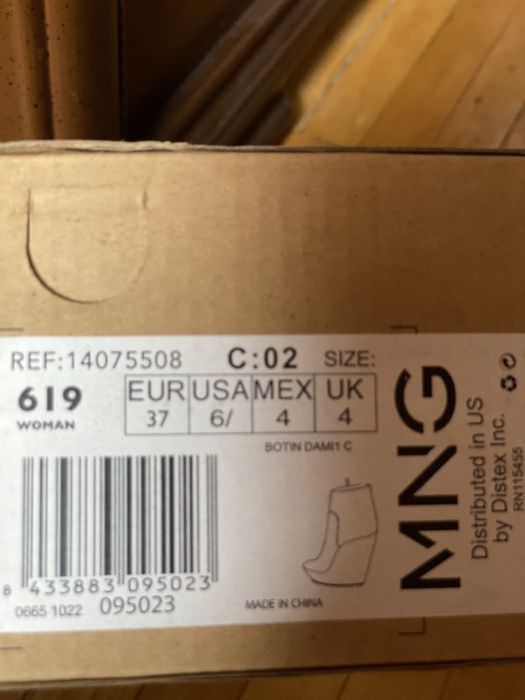 REF:14075508 C:02 SIZE:
619
WOMAN
EUR USA MEX UK
37 6/ 4 4
BOTIN DAMI1 C
8 433883 095023
0665 1022 095023
MADE IN CHINA
MNG
Distributed in US
by Distex Inc.
RN115455